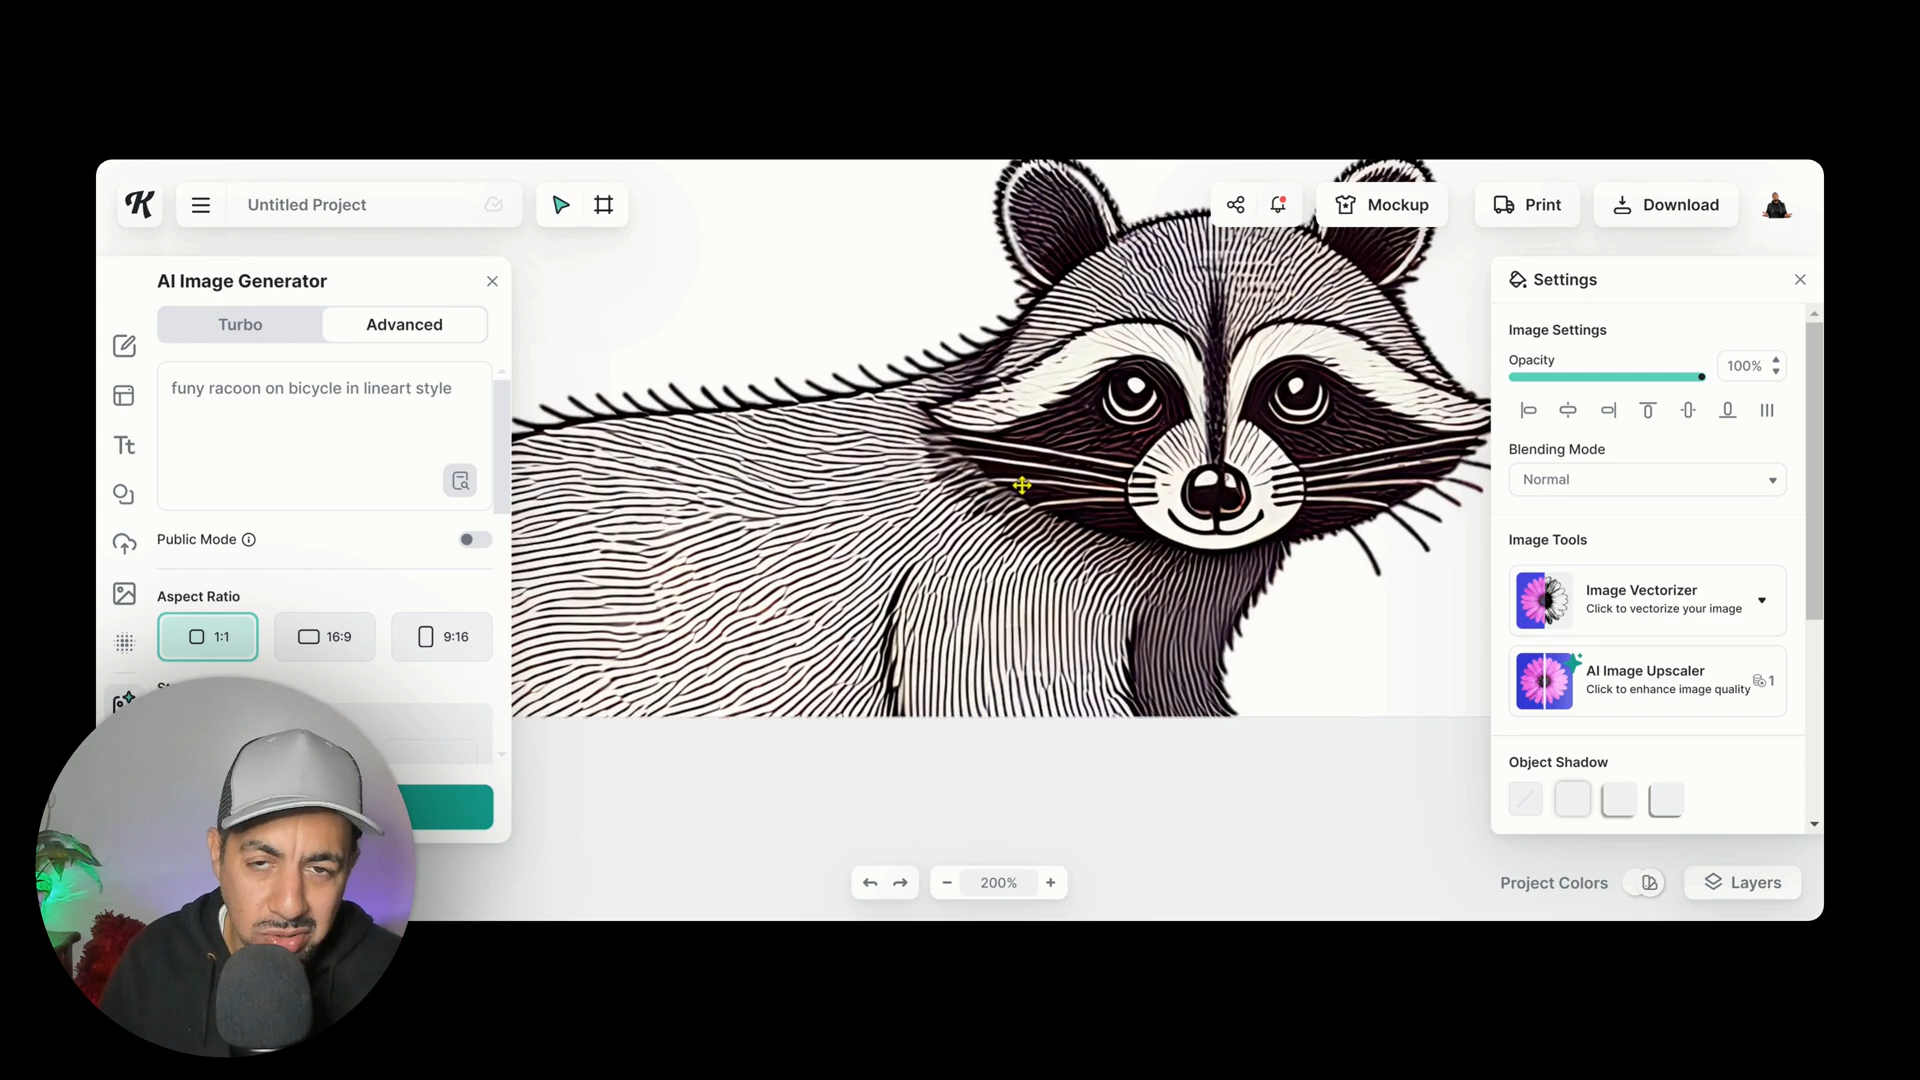 K
Untitled Project
Mockup
Print
Download
AI Image Generator
Turbo
Advanced
funy racoon on bicycle in lineart style
Public Mode
Aspect Ratio
1:1
16:9
9:16
Tt
Settings
Image Settings
Opacity
100%
Blending Mode
Normal
Image Tools
Image Vectorizer
Click to vectorize your image
AI Image Upscaler
Click to enhance image quality
1
Object Shadow
200%
Project Colors
Layers